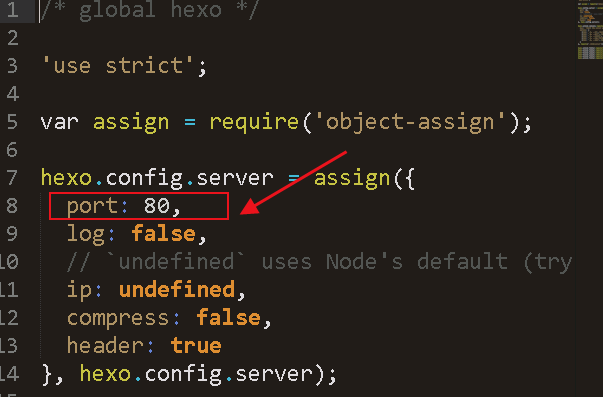 1 /* global hexo */
2
3 'use strict';
4
5 var assign = require('object-assign');
6
7 hexo.config.server = assign({
8 port: 80,
9 log: false,
10 // `undefined` uses Node's default (try
11 ip: undefined,
12 compress: false,
13 header: true
14 }, hexo.config.server);